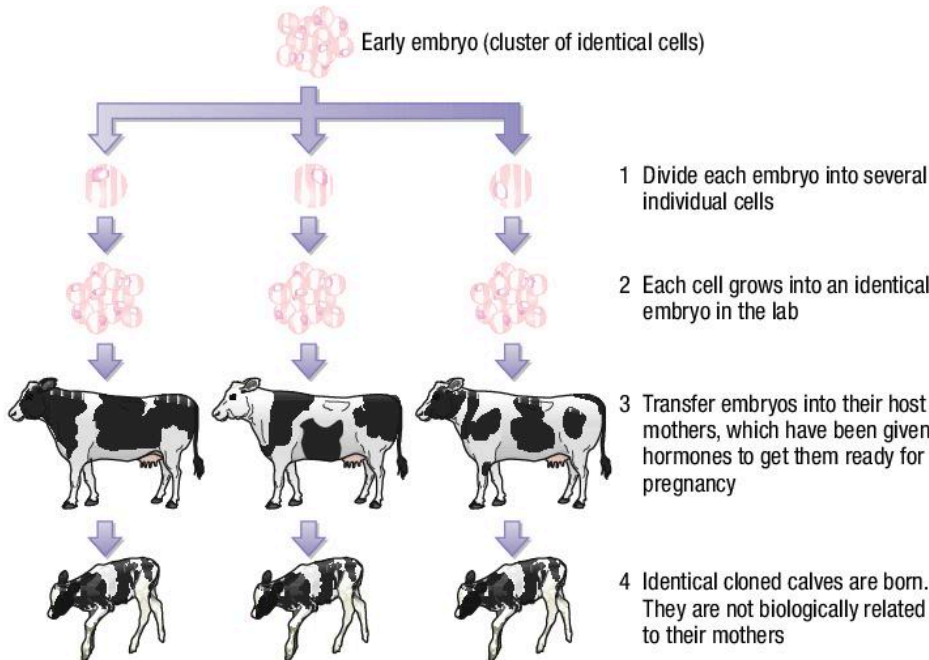 Early embryo (cluster of identical cells)
1 Divide each embryo into several
individual cells
2 Each cell grows into an identical
embryo in the lab
3 Transfer embryos into their host
mothers, which have been given
hormones to get them ready for
pregnancy
4 Identical cloned calves are born.
They are not biologically related
to their mothers